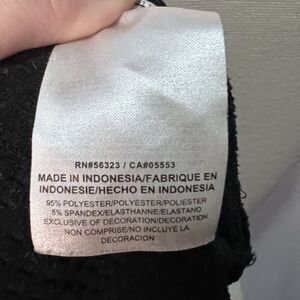 RN#56323 / CA#05553
MADE IN INDONESIA/FABRIQUE EN
INDONESIE/HECHO EN INDONESIA
95% POLYESTER/POLYESTER/POLIESTER
5% SPANDEX/ELASTHANNE/ELASTANO
EXCLUSIVE OF DECORATION/DECORATION
NON COMPRISE/NO INCLUYE LA
DECORACION